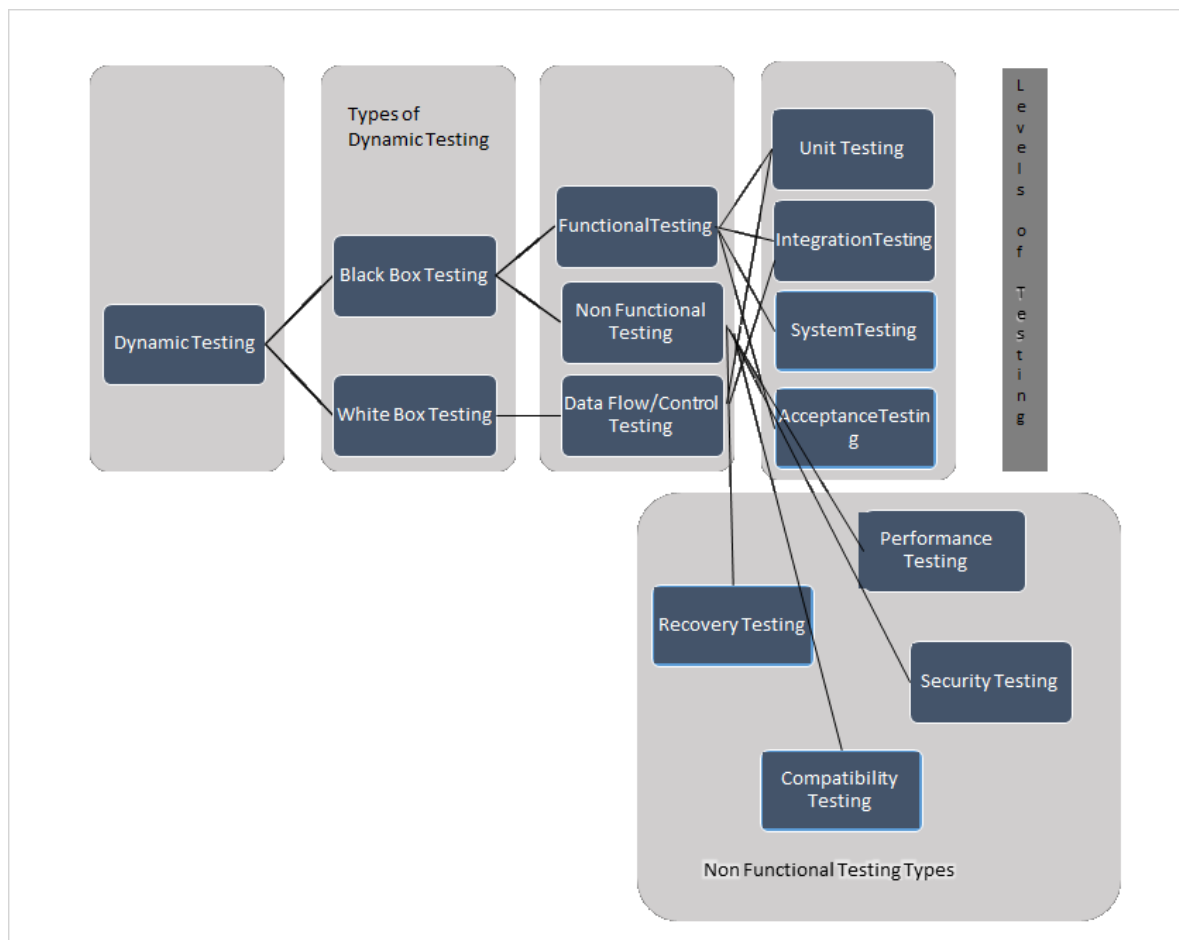 Types of
Dynamic Testing
Dynamic Testing
Black Box Testing
White Box Testing
FunctionalTesting
Non Functional
Testing
Data Flow/Control
Testing
Unit Testing
IntegrationTesting
SystemTesting
AcceptanceTestin
g
L
e
v
e
l
s
o
f
T
e
s
t
i
n
g
Performance
Testing
Recovery Testing
Security Testing
Compatibility
Testing
Non Functional Testing Types